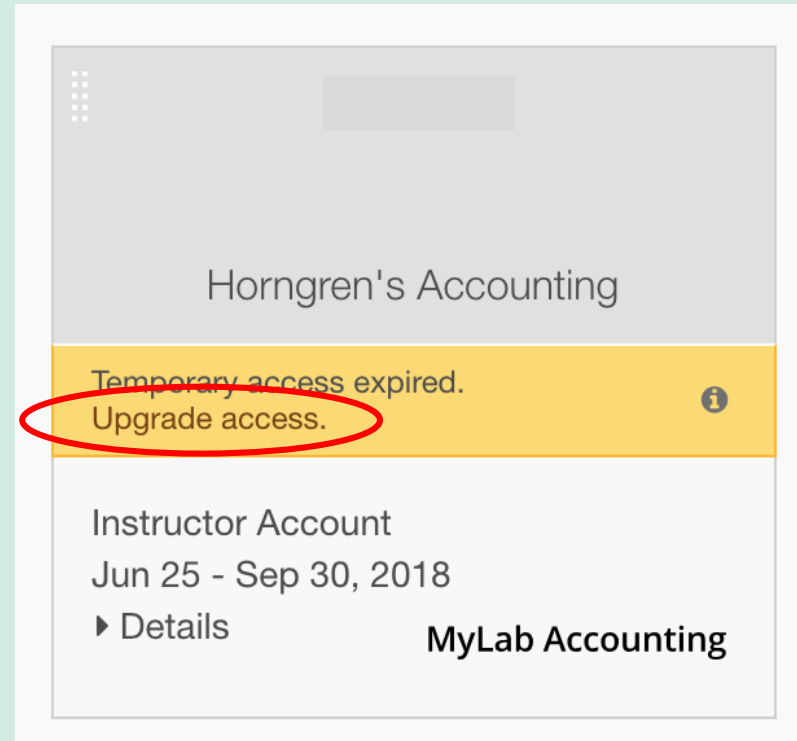 Horngren's Accounting
Temporary access expired.
Upgrade access.
Instructor Account
Jun 25 - Sep 30, 2018
Details
MyLab Accounting